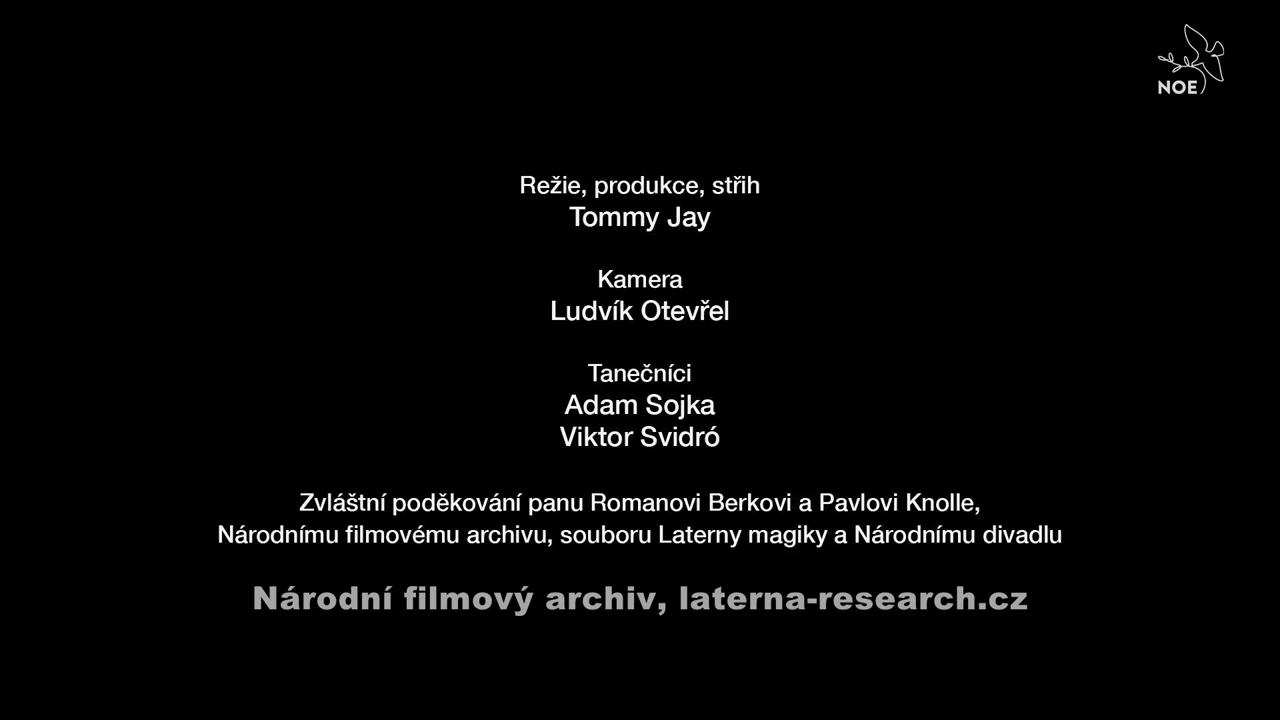 NOE
Režie, produkce, střih
Tommy Jay
Kamera
Ludvík Otevřel
Tanečníci
Adam Sojka
Viktor Svidró
Zvláštní poděkování panu Romanovi Berkovi a Pavlovi Knolle,
Národnímu filmovému archivu, souboru Laterny magiky a Národnímu divadlu
Národní filmový archiv, laterna-research.cz